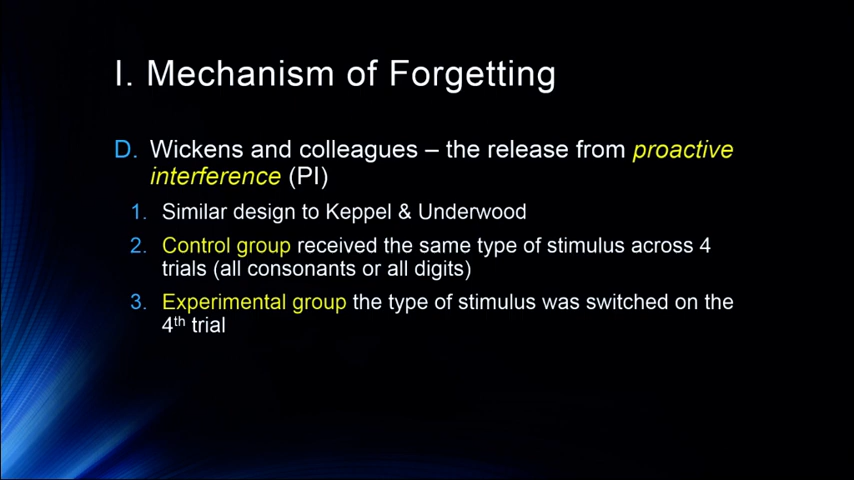 I. Mechanism of Forgetting
D. Wickens and colleagues – the release from proactive
interference (PI)
1. Similar design to Keppel & Underwood
2. Control group received the same type of stimulus across 4
trials (all consonants or all digits)
3. Experimental group the type of stimulus was switched on the
4th trial